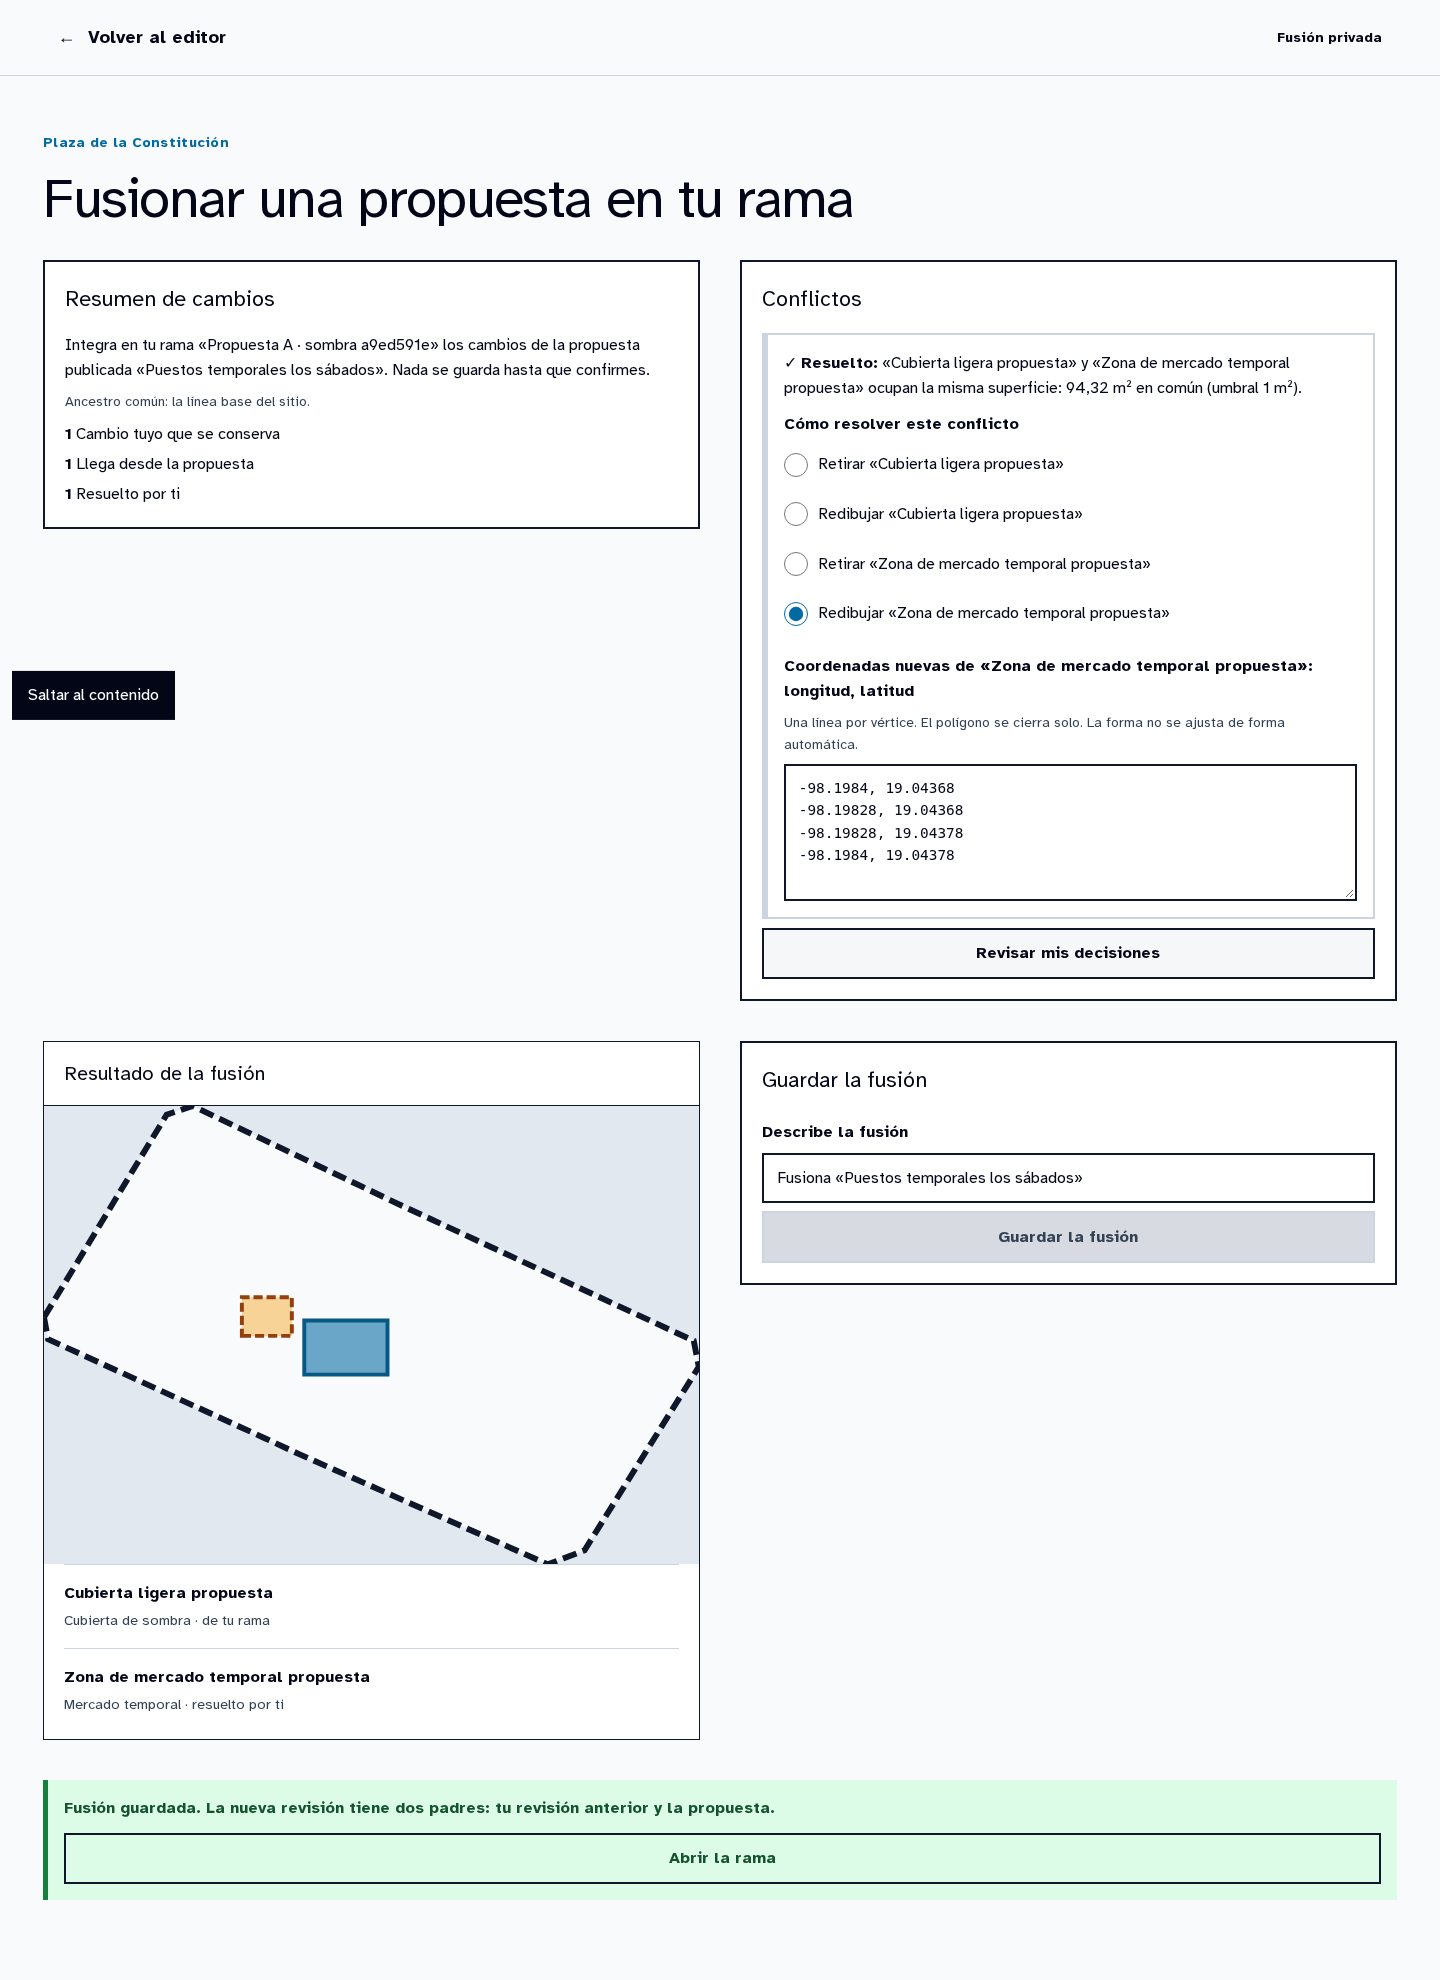 ← Volver al editor
Fusión privada
Plaza de la Constitución
Fusionar una propuesta en tu rama
Resumen de cambios
Integra en tu rama «Propuesta A · sombra a9ed591e» los cambios de la propuesta
publicada «Puestos temporales los sábados». Nada se guarda hasta que confirmes.
Ancestro común: la línea base del sitio.
1 Cambio tuyo que se conserva
1 Llega desde la propuesta
1 Resuelto por ti
Saltar al contenido
Conflictos
✓ Resuelto: «Cubierta ligera propuesta» y «Zona de mercado temporal
propuesta» ocupan la misma superficie: 94,32 m² en común (umbral 1 m²).
Cómo resolver este conflicto
Retirar «Cubierta ligera propuesta»
Redibujar «Cubierta ligera propuesta»
Retirar «Zona de mercado temporal propuesta»
Redibujar «Zona de mercado temporal propuesta»
Coordenadas nuevas de «Zona de mercado temporal propuesta»:
longitud, latitud
Una línea por vértice. El polígono se cierra solo. La forma no se ajusta de forma
automática.
-98.1984, 19.04368
-98.19828, 19.04368
-98.19828, 19.04378
-98.1984, 19.04378
Revisar mis decisiones
Resultado de la fusión
Cubierta ligera propuesta
Cubierta de sombra · de tu rama
Zona de mercado temporal propuesta
Mercado temporal · resuelto por ti
Guardar la fusión
Describe la fusión
Fusiona «Puestos temporales los sábados»
Guardar la fusión
Fusión guardada. La nueva revisión tiene dos padres: tu revisión anterior y la propuesta.
Abrir la rama